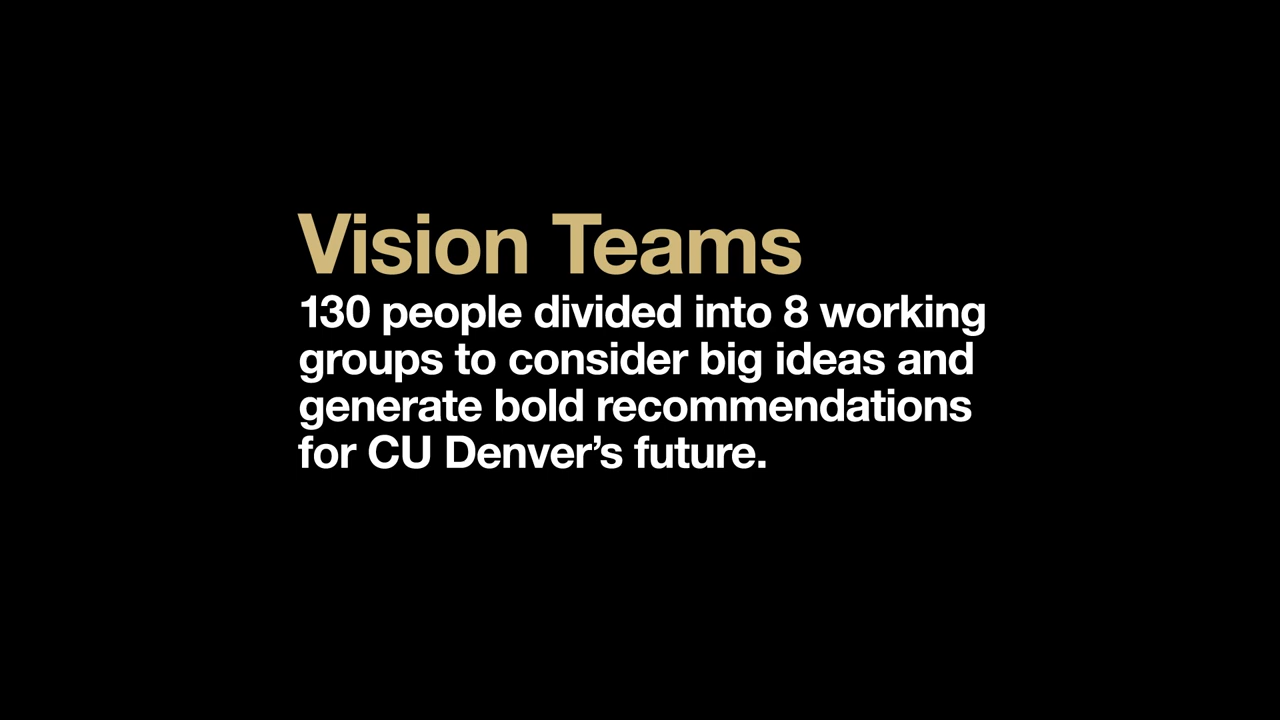 Vision Teams
130 people divided into 8 working
groups to consider big ideas and
generate bold recommendations
for CU Denver’s future.